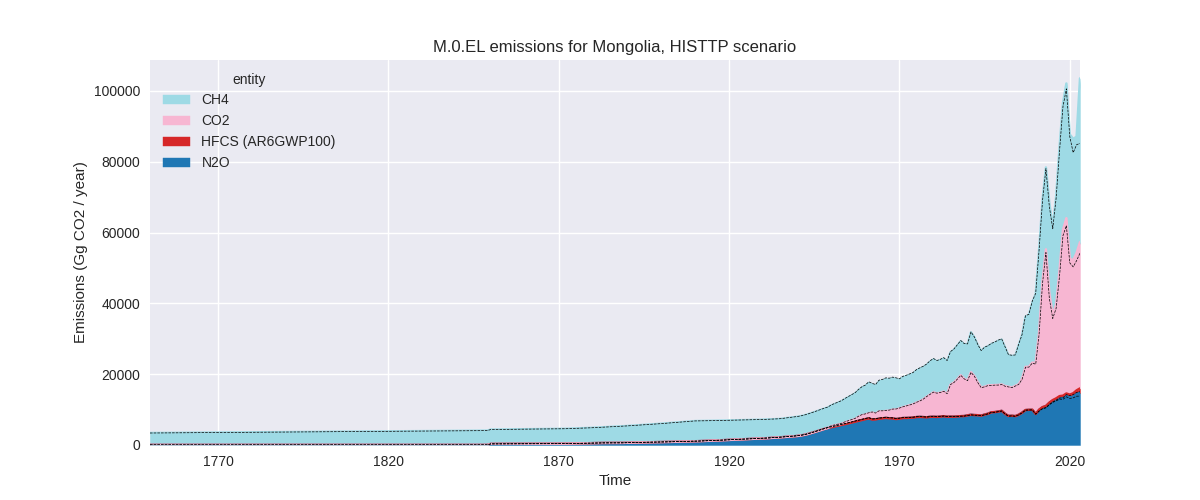 M.0.EL emissions for Mongolia, HISTTP scenario
Emissions (Gg CO2 / year)
100000
80000
60000
40000
20000
0
entity
CH4
CO2
HFCS (AR6GWP100)
N2O
1770 1820 1870 1920 1970 2020
Time